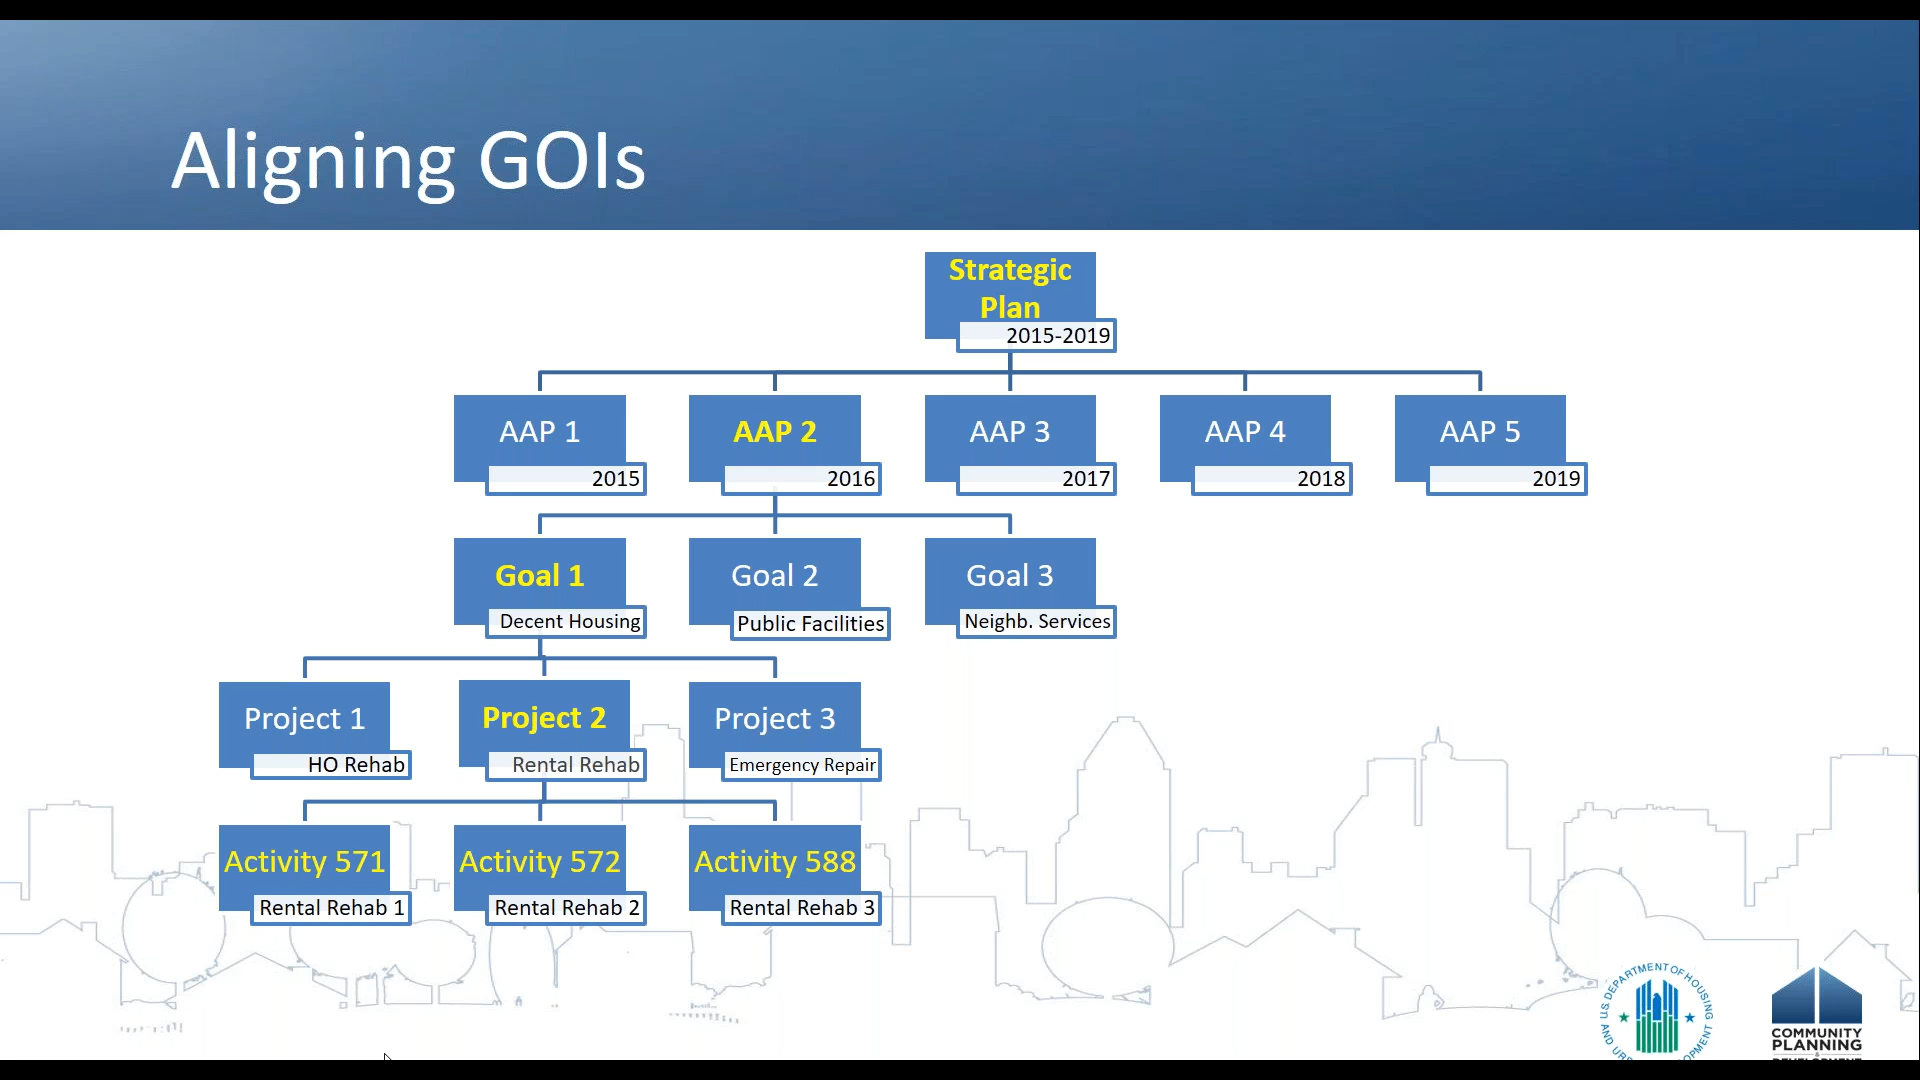 Aligning GOIs
Strategic
Plan
2015-2019
AAP 1
AAP 2
AAP 3
AAP 4
AAP 5
2015
2016
2017
2018
2019
Goal 1
Goal 2
Goal 3
Decent Housing
Public Facilities
Neighb. Services
Project 1
Project 2
Project 3
HO Rehab
Rental Rehab
Emergency Repair
Activity 571
Activity 572
Activity 588
Rental Rehab 1
Rental Rehab 2
Rental Rehab 3
U.S. DEPARTMENT OF HOUSING
COMMUNITY
PLANNING